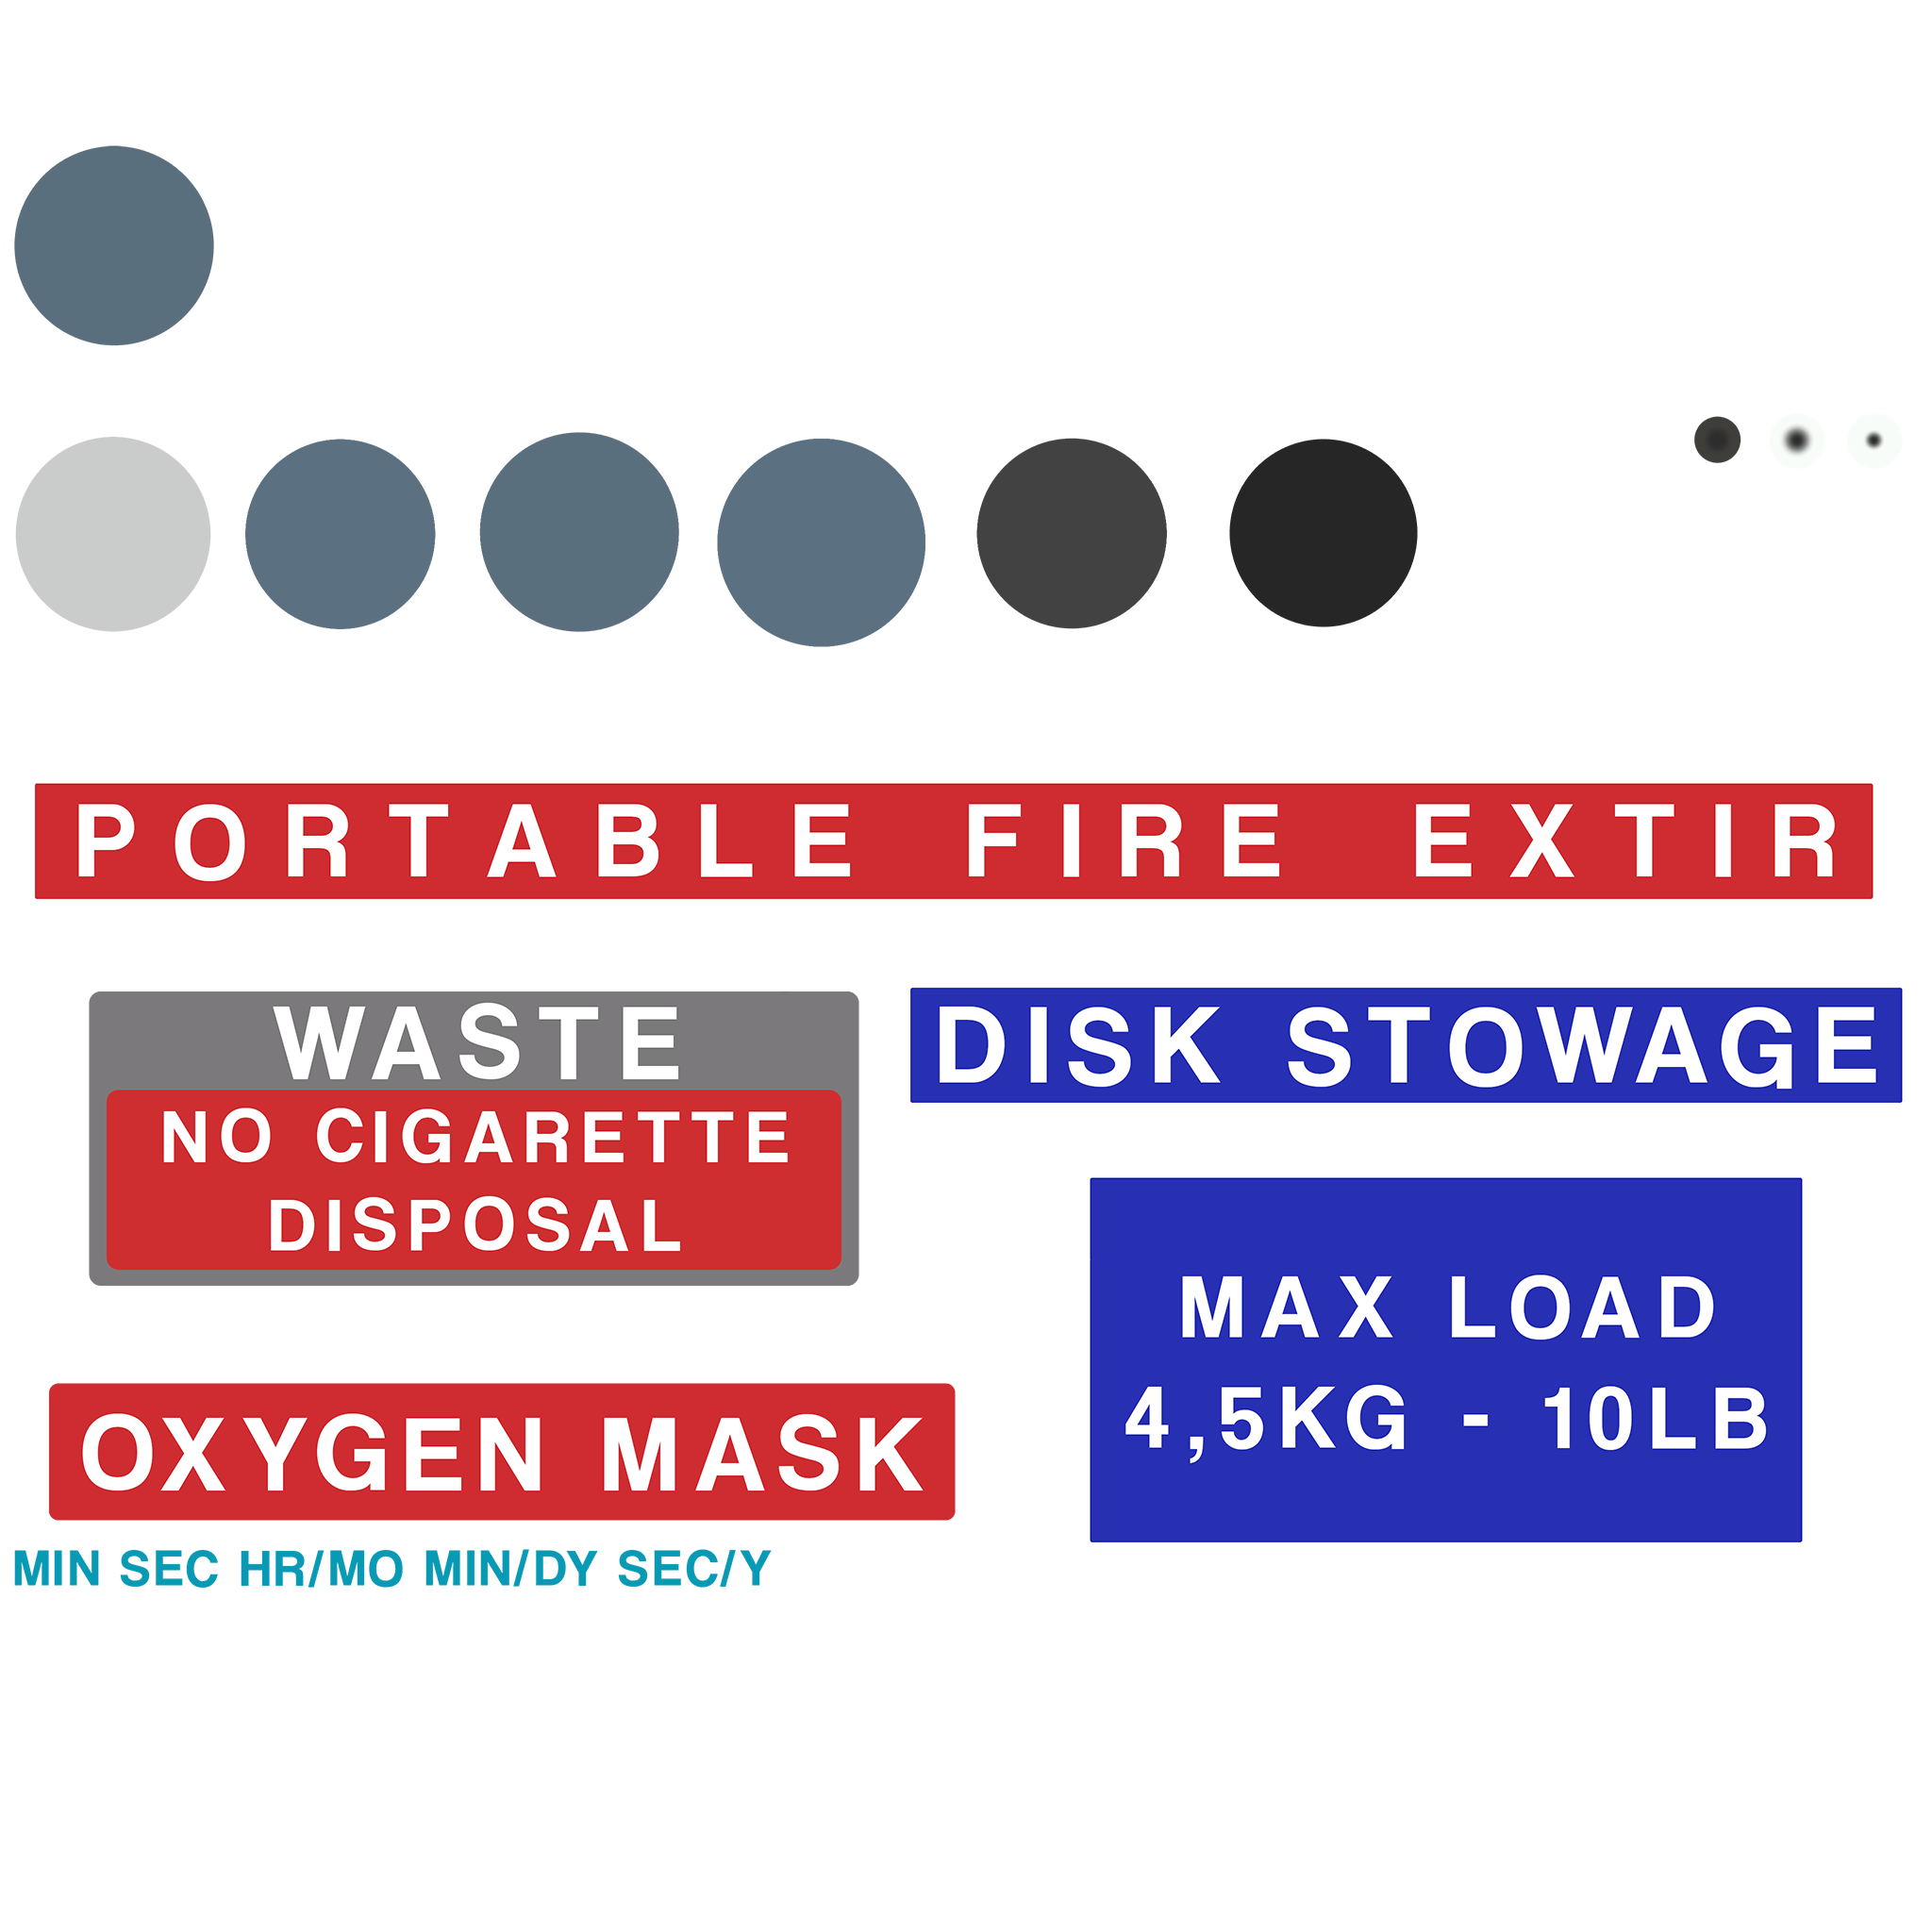 PORTABLE FIRE EXTIR
WASTE
NO CIGARETTE
DISPOSAL
DISK STOWAGE
MAX LOAD
4,5KG - 10LB
OXYGEN MASK
MIN SEC HR/MO MIN/DY SEC/Y